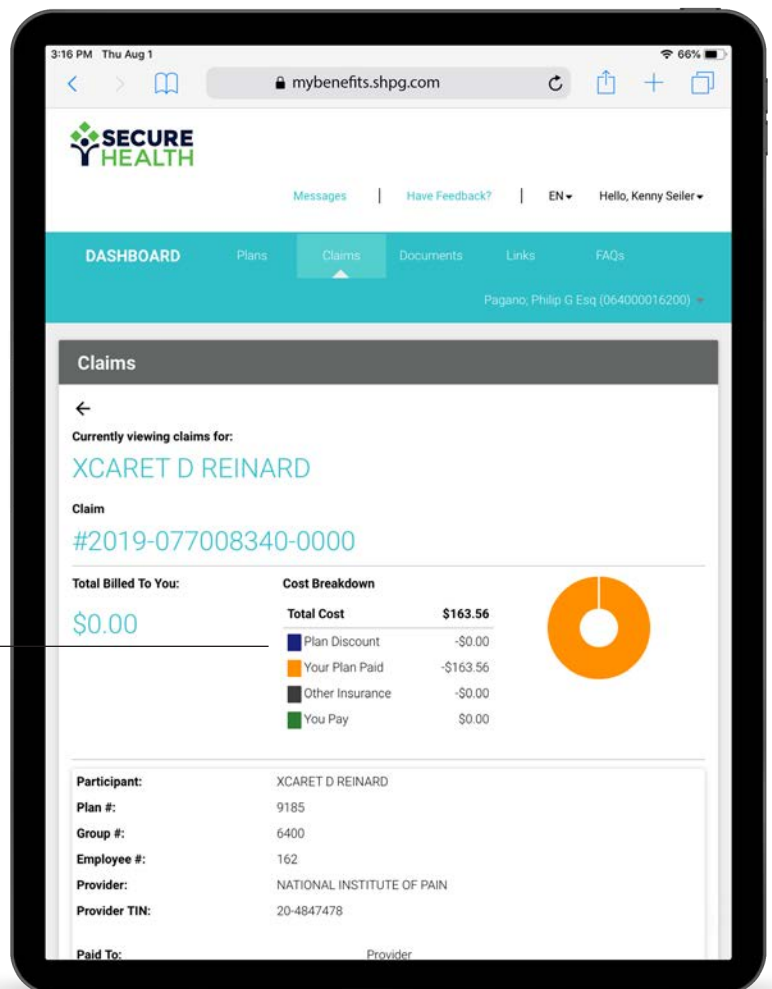 3:16 PM Thu Aug 1 66%
mybenefits.shpg.com
SECURE
HEALTH
Messages | Have Feedback? | EN Hello, Kenny Seiler
DASHBOARD Plans Claims Documents Links FAQs
Pagano, Philip G Esq (064000016200)
Claims
Currently viewing claims for:
XCARET D REINARD
Claim
#2019-077008340-0000
Total Billed To You: Cost Breakdown
$0.00 Total Cost $163.56
Plan Discount -$0.00
Your Plan Paid -$163.56
Other Insurance -$0.00
You Pay $0.00
Participant: XCARET D REINARD
Plan #: 9185
Group #: 6400
Employee #: 162
Provider: NATIONAL INSTITUTE OF PAIN
Provider TIN: 20-4847478
Paid To: Provider